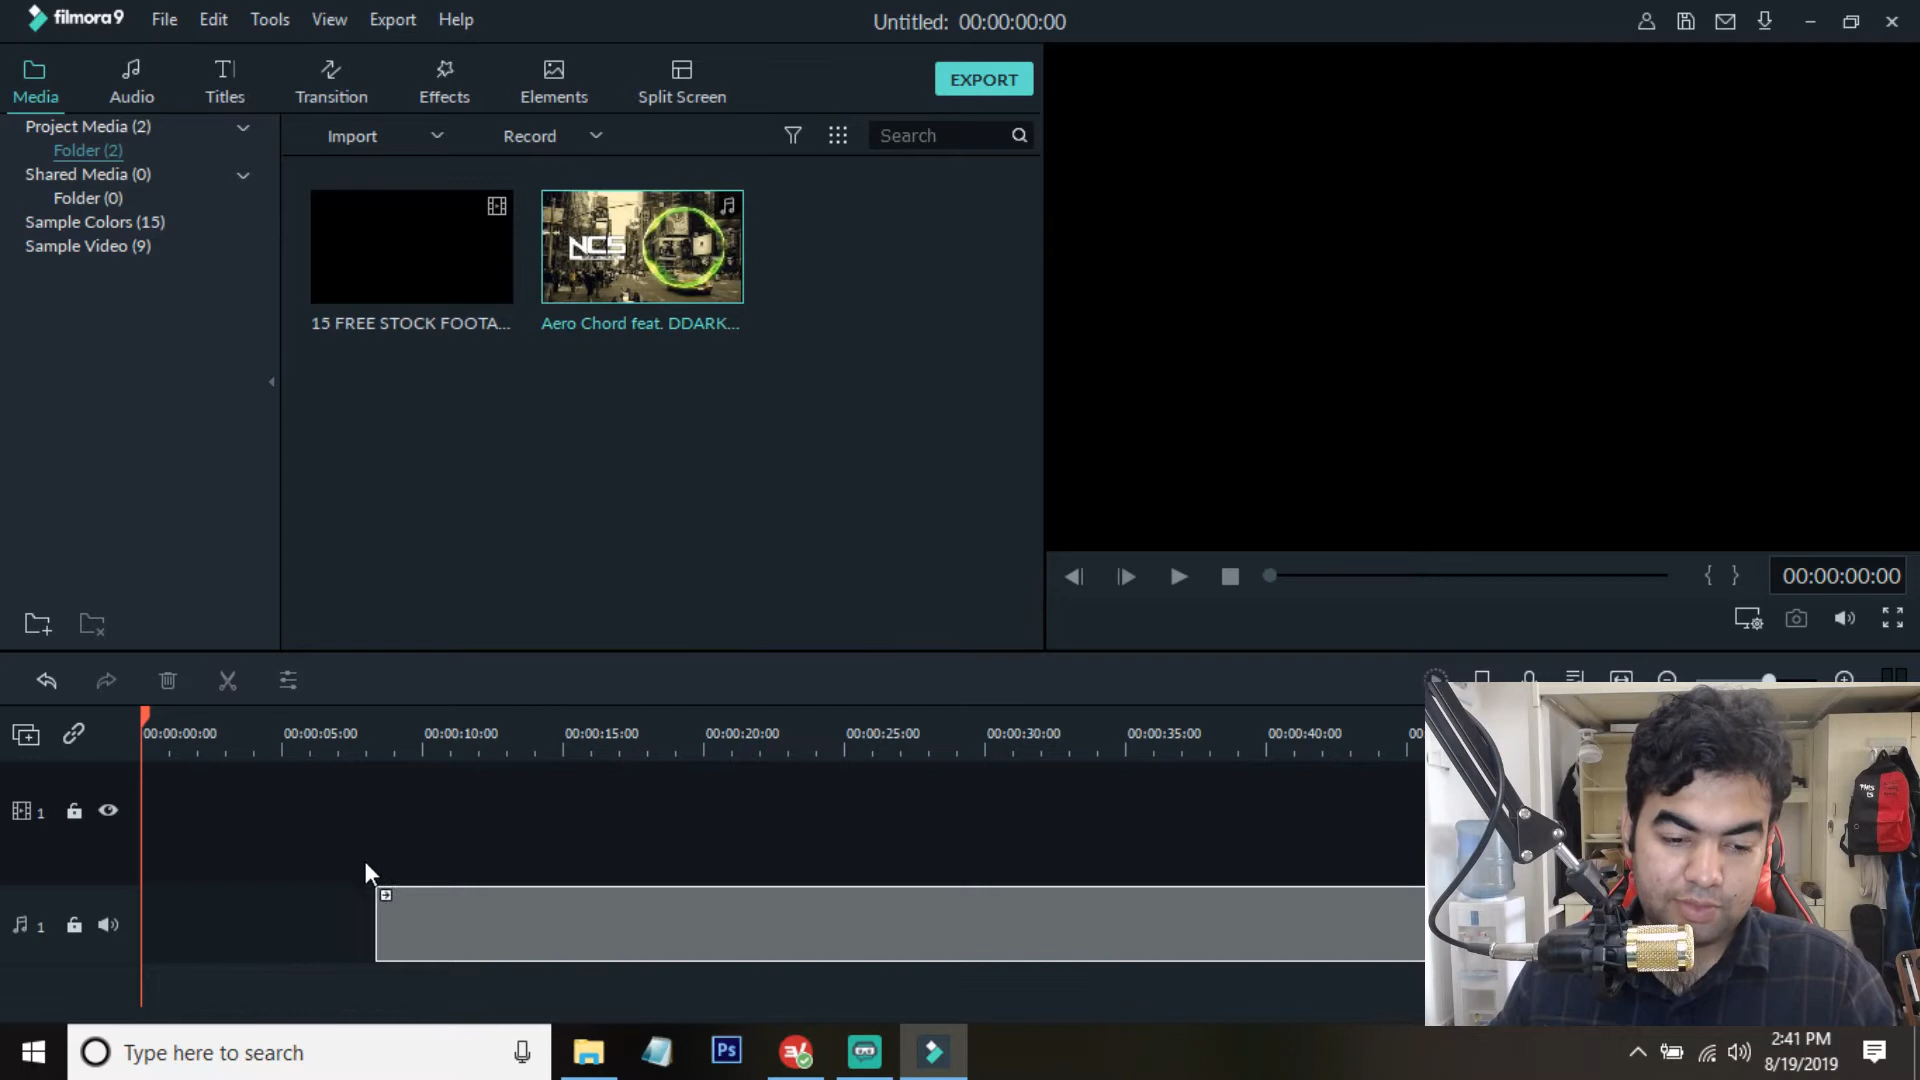 filmora9 File Edit Tools View Export Help Untitled: 00:00:00:00
Media Audio Titles Transition Effects Elements Split Screen EXPORT
Project Media (2)
Folder (2)
Shared Media (0)
Folder (0)
Sample Colors (15)
Sample Video (9)
Import Record Search
NCS
15 FREE STOCK FOOTA... Aero Chord feat. DDARK...
00:00:00:00
00:00:00:00 00:00:05:00 00:00:10:00 00:00:15:00 00:00:20:00 00:00:25:00 00:00:30:00 00:00:35:00 00:00:40:00 00
1
1
Type here to search
Ps
2:41 PM
8/19/2019